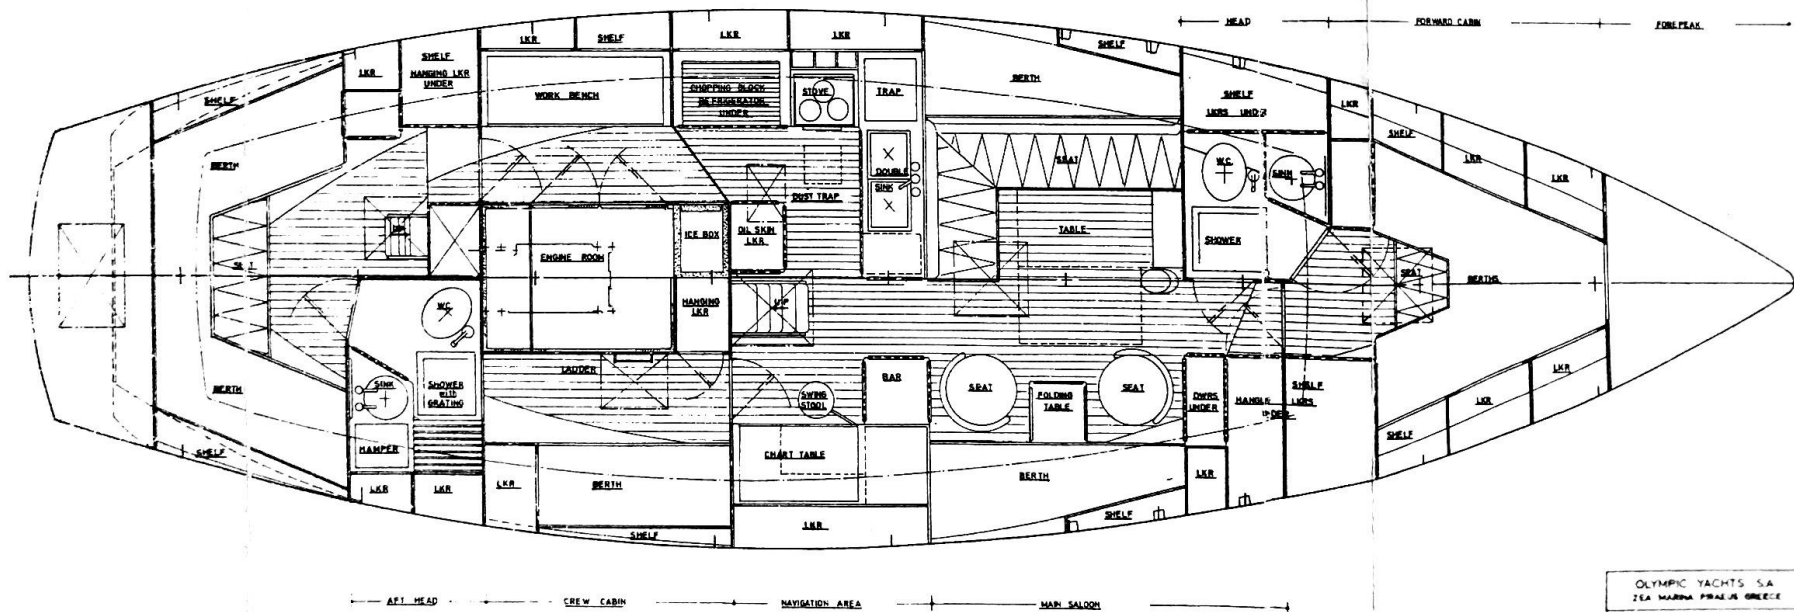 HEAD
FORWARD CABIN
FOREPEAK
LKR
SHELF
LKR
LKR
SHELF
SHELF
HANGING LKR
UNDER
LKR
SHELF
WORK BENCH
CHOPPING BLOCK
REFRIGERATOR
UNDER
STOVE
TRAP
BERTH
SHELF
LKRS UND
LKR
SHELF
LKR
LKR
BERTH
DOUBLE
SINK
SEAT
W.C.
SINK
DUST TRAP
ICE BOX
OIL SKIN
LKR
TABLE
SHOWER
ENGINE ROOM
SEAT
BERTHS
W.C.
HANGING
LKR
UP
BERTH
SINK
SHOWER
with
GRATING
LADDER
SWING
STOOL
BAR
SEAT
FOLDING
TABLE
SEAT
DWRS
UNDER
SHELF
LKRS
LKR
LKR
SHELF
HAMPER
SHELF
CHART TABLE
LKR
LKR
LKR
BERTH
BERTH
LKR
SHELF
LKR
SHELF
AFT HEAD
CREW CABIN
NAVIGATION AREA
MAIN SALOON
OLYMPIC YACHTS S.A
ZEA MARINA PIRAEUS GREECE